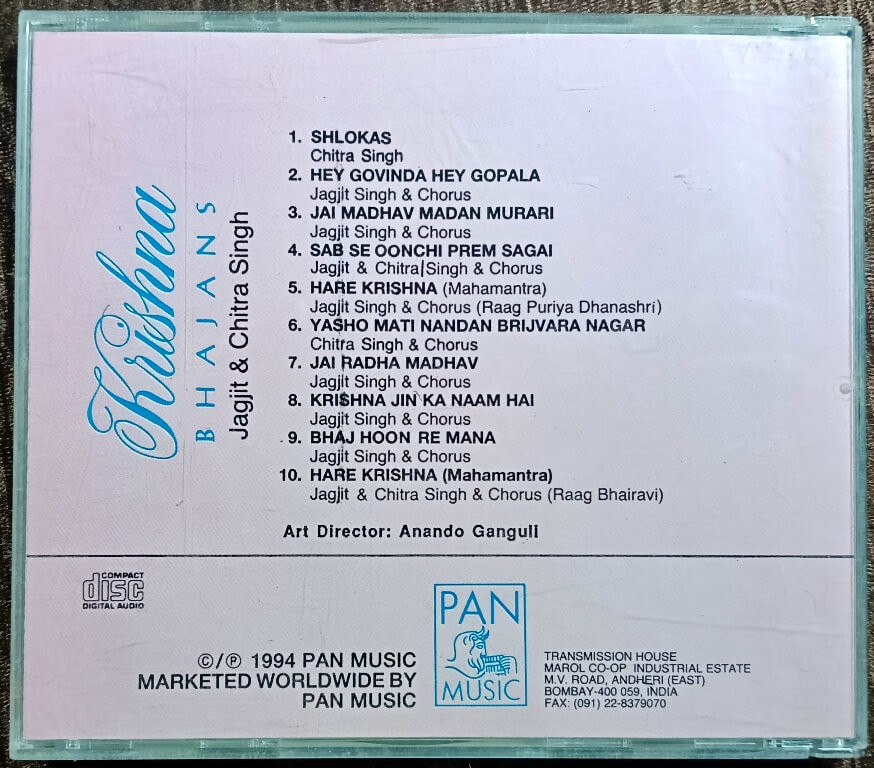 Krishna
BHAJANS
Jagjit & Chitra Singh
1. SHLOKAS
Chitra Singh
2. HEY GOVINDA HEY GOPALA
Jagjit Singh & Chorus
3. JAI MADHAV MADAN MURARI
Jagjit Singh & Chorus
4. SAB SE OONCHI PREM SAGAI
Jagjit & Chitra Singh & Chorus
5. HARE KRISHNA (Mahamantra)
Jagjit Singh & Chorus (Raag Puriya Dhanashri)
6. YASHO MATI NANDAN BRIJVARA NAGAR
Chitra Singh & Chorus
7. JAI RADHA MADHAV
Jagjit Singh & Chorus
8. KRISHNA JIN KA NAAM HAI
Jagjit Singh & Chorus
9. BHAJ HOON RE MANA
Jagjit Singh & Chorus
10. HARE KRISHNA (Mahamantra)
Jagjit & Chitra Singh & Chorus (Raag Bhairavi)
Art Director: Anando Ganguli
COMPACT
disc
DIGITAL AUDIO
©/℗ 1994 PAN MUSIC
MARKETED WORLDWIDE BY
PAN MUSIC
PAN
MUSIC
TRANSMISSION HOUSE
MAROL CO-OP INDUSTRIAL ESTATE
M.V. ROAD, ANDHERI (EAST)
BOMBAY-400 059, INDIA
FAX: (091) 22-8379070